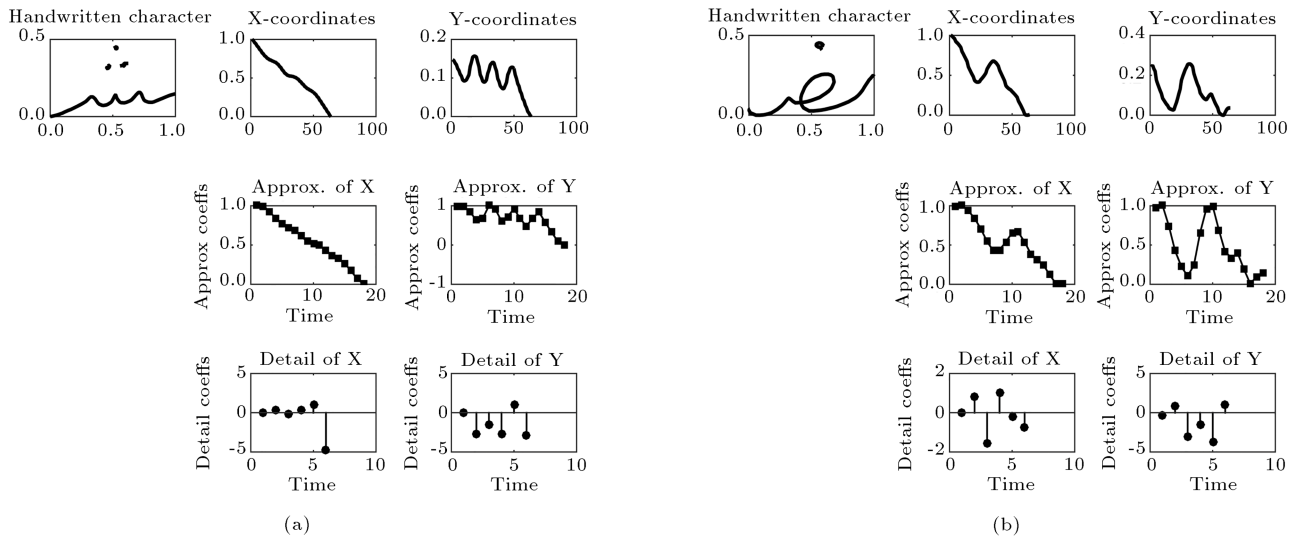 Handwritten character X-coordinates Y-coordinates
0.5 0.0 0.0 0.5 1.0
1.0 0.5 0.0 0 50 100
0.2 0.1 0.0 0 50 100
Approx. of X
Approx coeffs
1.0 0.5 0.0 0 10 20
Time
Approx. of Y
Approx coeffs
1 0 -1 0 10 20
Time
Detail of X
Detail coeffs
5 0 -5 0 5 10
Time
Detail of Y
Detail coeffs
5 0 -5 0 5 10
Time
(a)
Handwritten character X-coordinates Y-coordinates
0.5 0.0 0.0 0.5 1.0
1.0 0.5 0.0 0 50 100
0.4 0.2 0.0 0 50 100
Approx. of X
Approx coeffs
1.0 0.5 0.0 0 10 20
Time
Approx. of Y
Approx coeffs
1.0 0.5 0.0 0 10 20
Time
Detail of X
Detail coeffs
2 0 -2 0 5 10
Time
Detail of Y
Detail coeffs
5 0 -5 0 5 10
Time
(b)